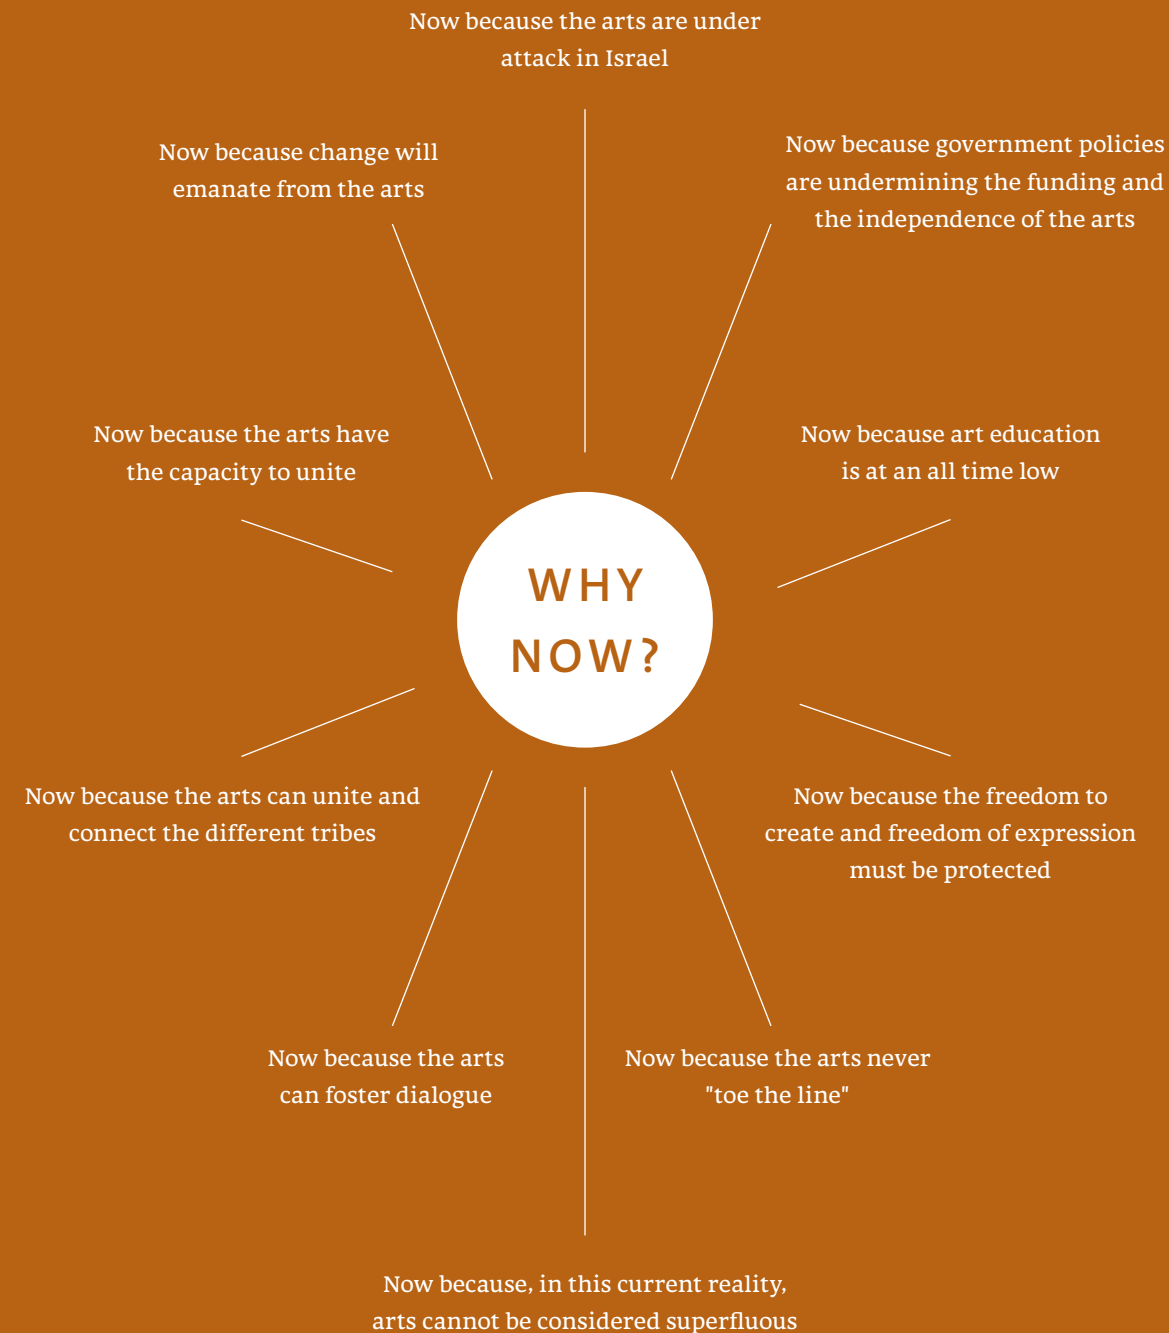 Now because the arts are under
attack in Israel
Now because change will
emanate from the arts
Now because government policies
are undermining the funding and
the independence of the arts
Now because the arts have
the capacity to unite
Now because art education
is at an all time low
WHY
NOW?
Now because the arts can unite and
connect the different tribes
Now because the freedom to
create and freedom of expression
must be protected
Now because the arts
can foster dialogue
Now because the arts never
"toe the line"
Now because, in this current reality,
arts cannot be considered superfluous